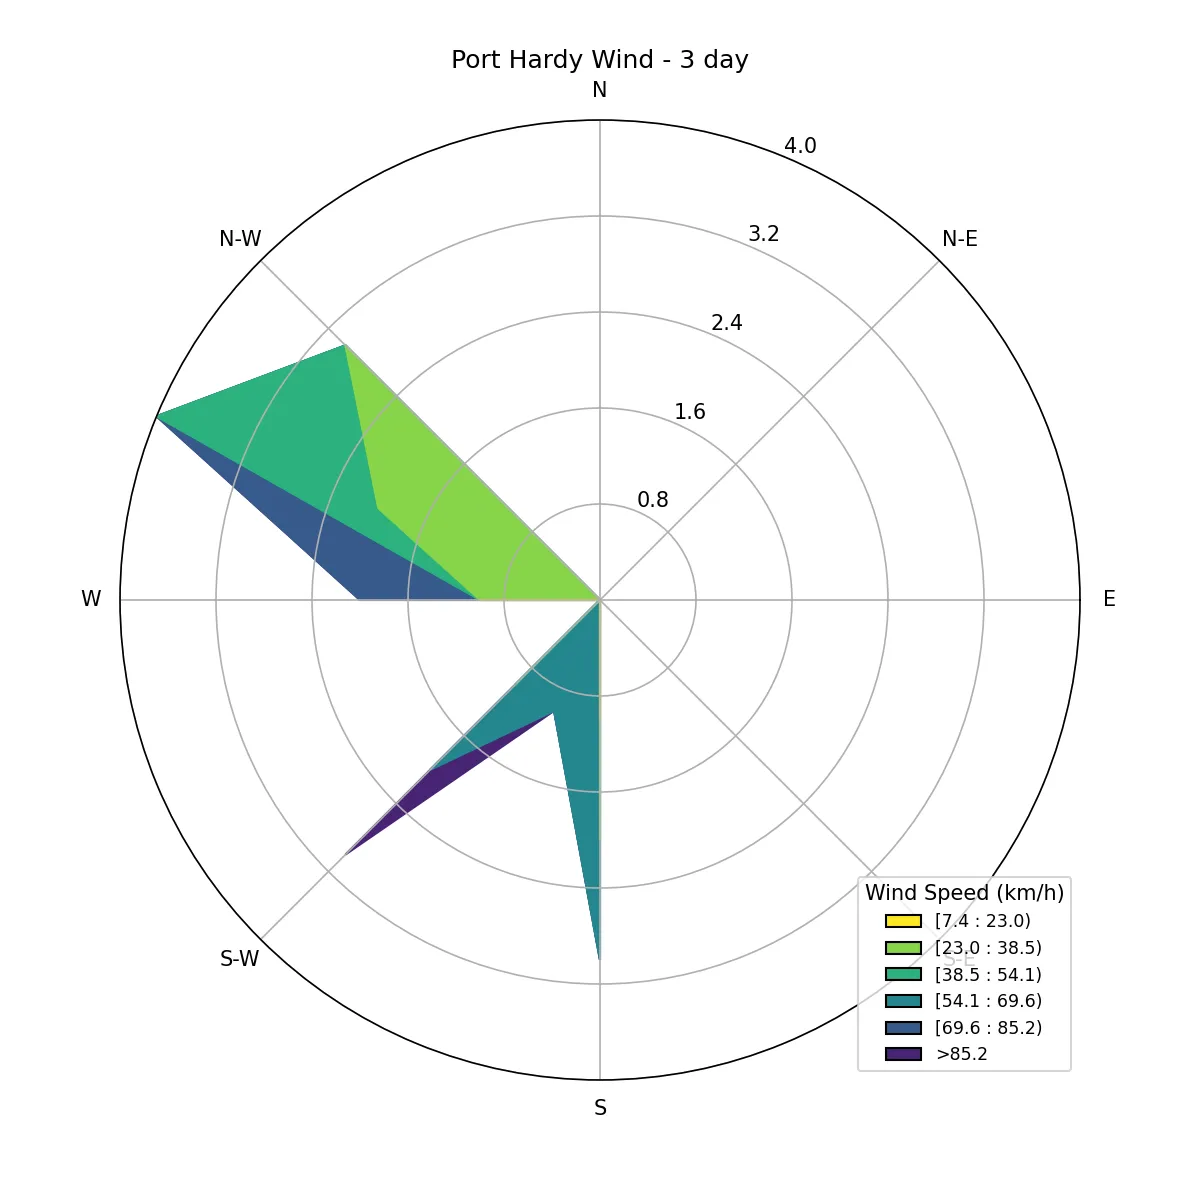 Port Hardy Wind - 3 day
N
4.0
N-W
3.2
N-E
2.4
1.6
0.8
W
E
Wind Speed (km/h)
[7.4 : 23.0)
[23.0 : 38.5)
S-W
S-E
[38.5 : 54.1)
[54.1 : 69.6)
[69.6 : 85.2)
>85.2
S